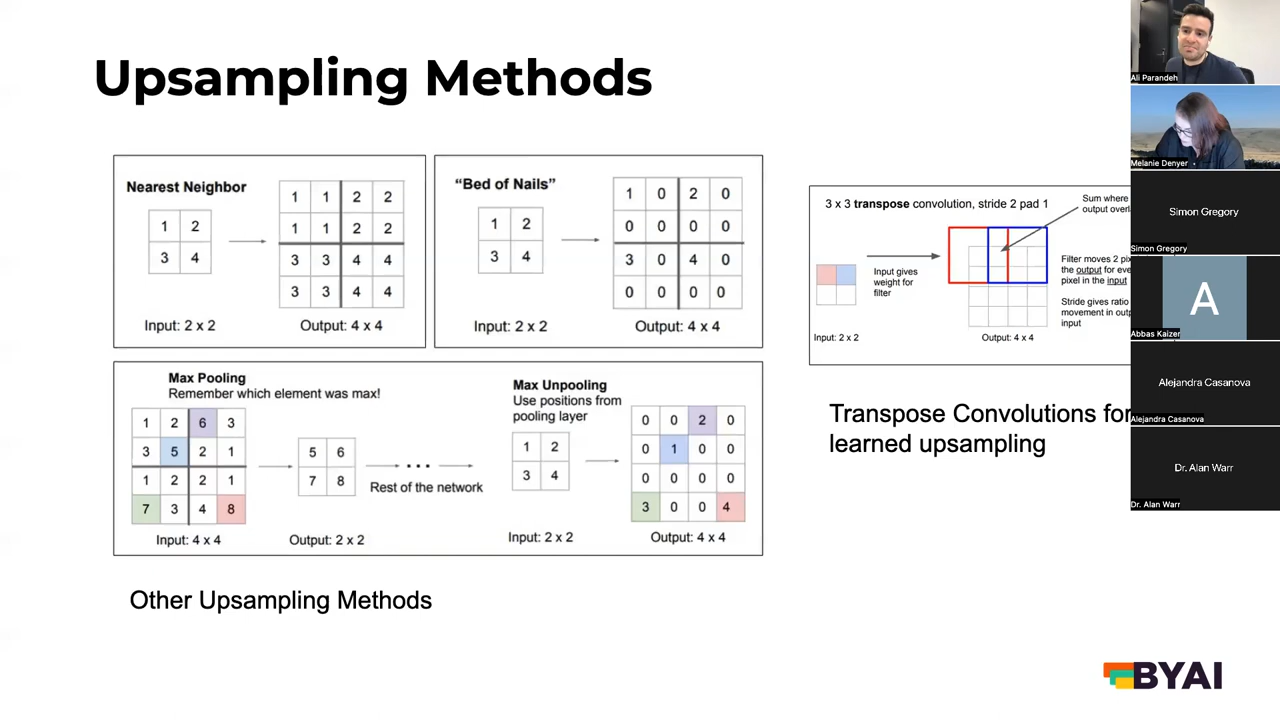 Upsampling Methods
Nearest Neighbor
1 2
3 4
Input: 2 x 2
1 1 2 2
1 1 2 2
3 3 4 4
3 3 4 4
Output: 4 x 4
“Bed of Nails”
1 2
3 4
Input: 2 x 2
1 0 2 0
0 0 0 0
3 0 4 0
0 0 0 0
Output: 4 x 4
Max Pooling
Remember which element was max!
1 2 6 3
3 5 2 1
1 2 2 1
7 3 4 8
Input: 4 x 4
5 6
7 8
Output: 2 x 2
• • •
Rest of the network
Max Unpooling
Use positions from
pooling layer
1 2
3 4
Input: 2 x 2
0 0 2 0
0 1 0 0
0 0 0 0
3 0 0 4
Output: 4 x 4
Other Upsampling Methods
3 x 3 transpose convolution, stride 2 pad 1
Sum where
output
Input gives
weight for
filter
Input: 2 x 2
Output: 4 x 4
Filter moves 2
the output for
pixel in the input
Stride gives ratio
movement in
input
Transpose Convolutions for
learned upsampling
Ali Parandeh
Melanie Denyer
Simon Gregory
Simon Gregory
A
Abbas Kaizer
Alejandra Casanova
Alejandra Casanova
Dr. Alan Warr
Dr. Alan Warr
BYAI